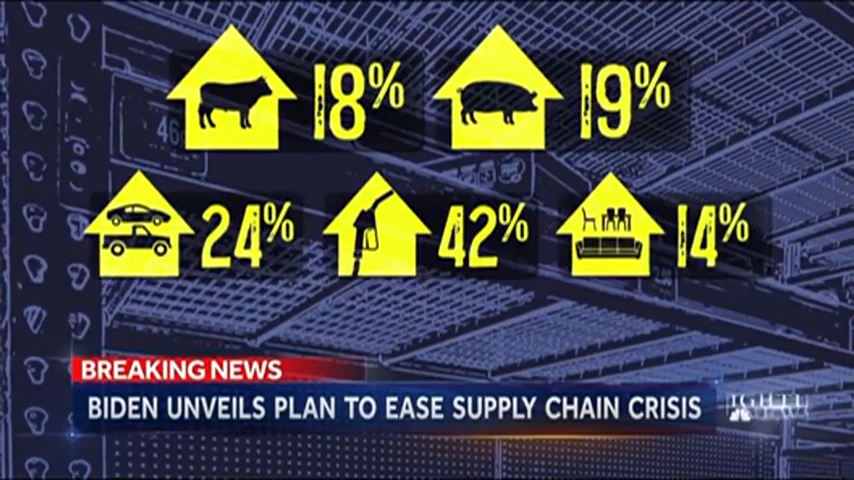 18%
19%
24%
42%
14%
BREAKING NEWS
BIDEN UNVEILS PLAN TO EASE SUPPLY CHAIN CRISIS